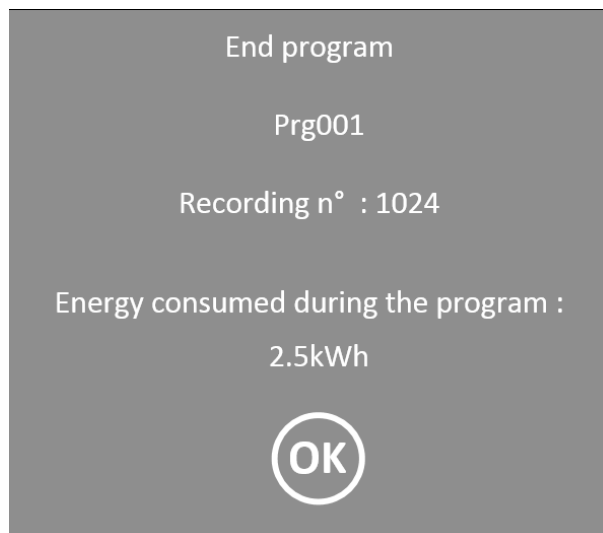 End program
Prg001
Recording n° : 1024
Energy consumed during the program :
2.5kWh
OK